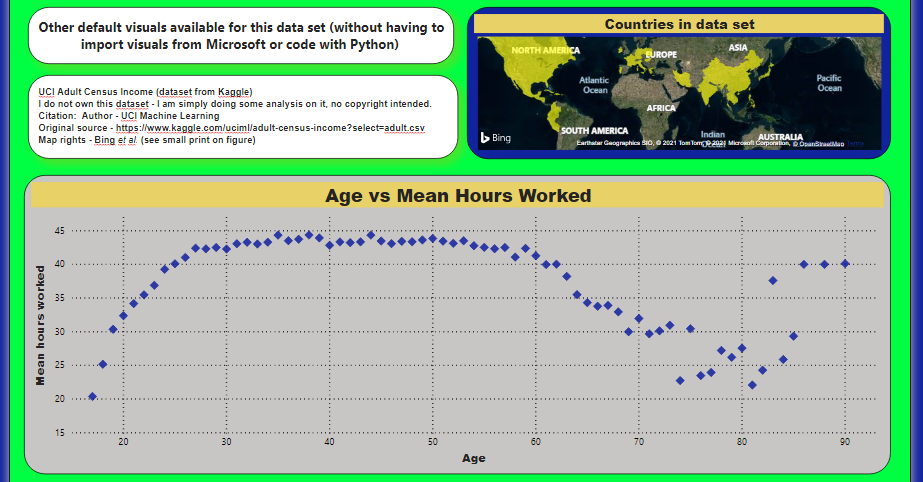 Other default visuals available for this data set (without having to
import visuals from Microsoft or code with Python)
UCI Adult Census Income (dataset from Kaggle)
I do not own this dataset - I am simply doing some analysis on it, no copyright intended.
Citation: Author - UCI Machine Learning
Original source - https://www.kaggle.com/uciml/adult-census-income?select=adult.csv
Map rights - Bing et al. (see small print on figure)
Countries in data set
NORTH AMERICA
EUROPE
ASIA
Atlantic
Ocean
Pacific
Ocean
AFRICA
SOUTH AMERICA
Indian
Ocean
AUSTRALIA
Bing
Earthstar Geographics SIO, © 2021 TomTom, © 2021 Microsoft Corporation, © OpenStreetMap
Age vs Mean Hours Worked
Mean hours worked
45
40
35
30
25
20
15
20 30 40 50 60 70 80 90
Age